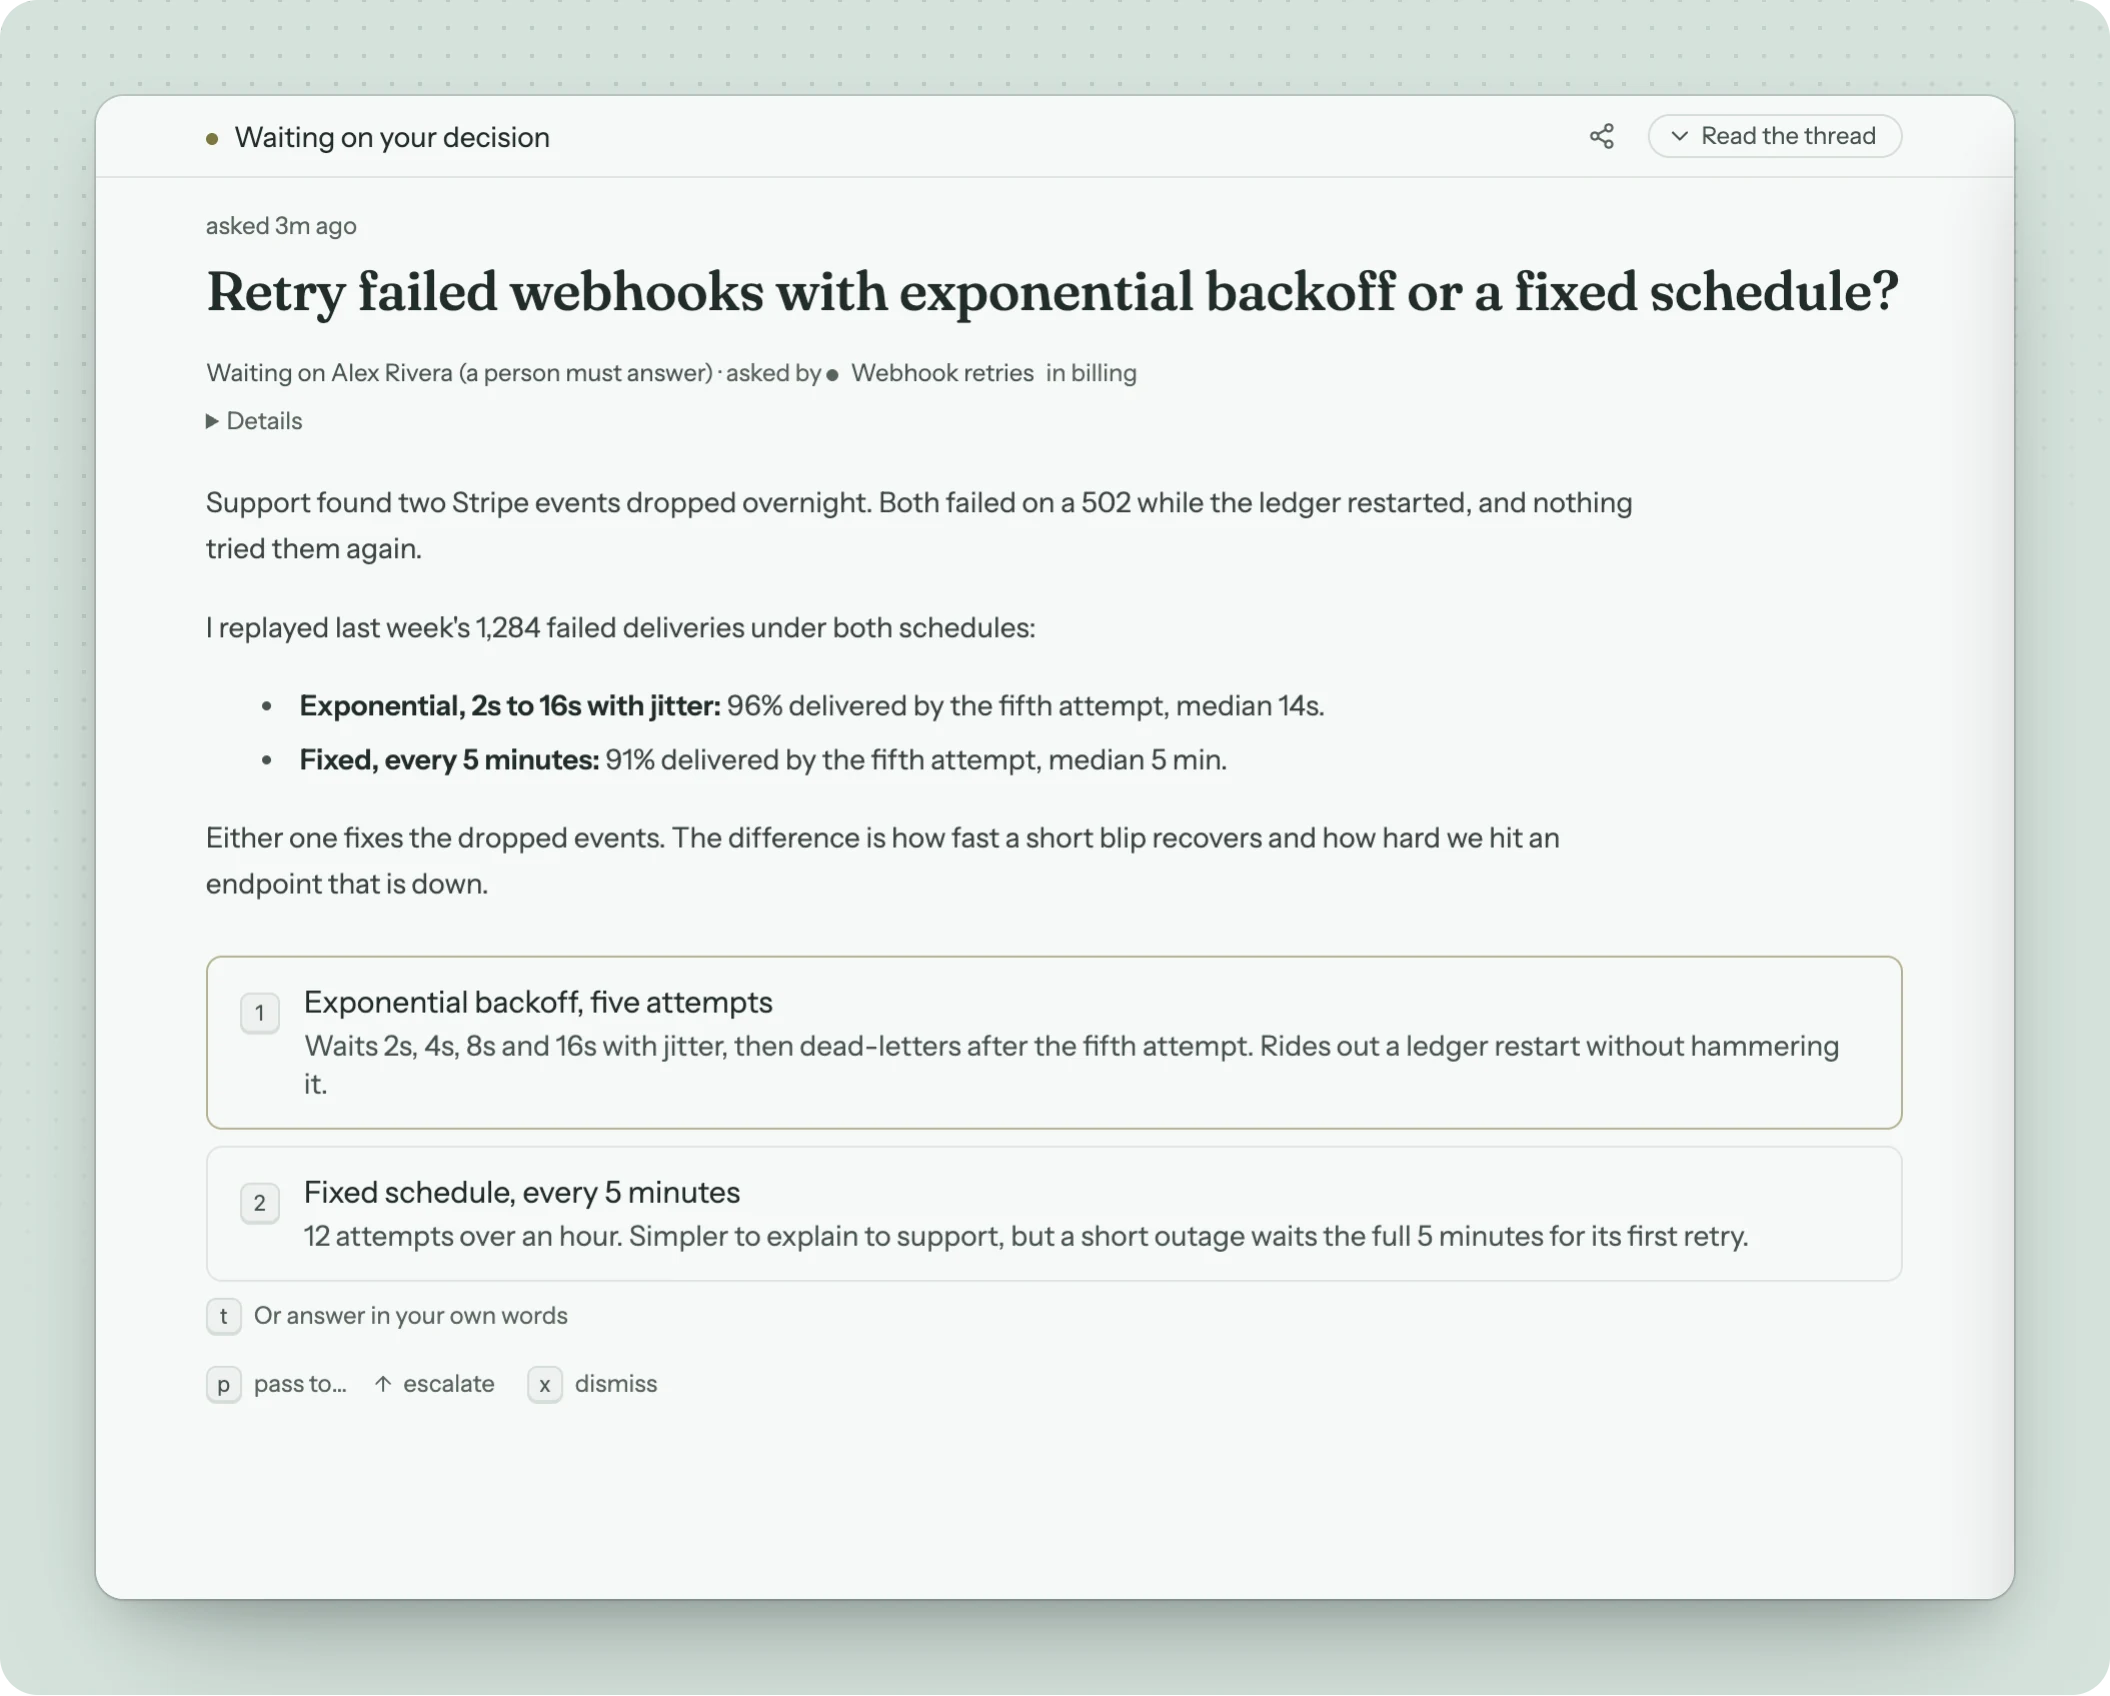 Waiting on your decision
Read the thread
asked 3m ago
Retry failed webhooks with exponential backoff or a fixed schedule?
Waiting on Alex Rivera (a person must answer) · asked by ● Webhook retries in billing
▶ Details
Support found two Stripe events dropped overnight. Both failed on a 502 while the ledger restarted, and nothing
tried them again.
I replayed last week's 1,284 failed deliveries under both schedules:
• Exponential, 2s to 16s with jitter: 96% delivered by the fifth attempt, median 14s.
• Fixed, every 5 minutes: 91% delivered by the fifth attempt, median 5 min.
Either one fixes the dropped events. The difference is how fast a short blip recovers and how hard we hit an
endpoint that is down.
1 Exponential backoff, five attempts
Waits 2s, 4s, 8s and 16s with jitter, then dead-letters after the fifth attempt. Rides out a ledger restart without hammering
it.
2 Fixed schedule, every 5 minutes
12 attempts over an hour. Simpler to explain to support, but a short outage waits the full 5 minutes for its first retry.
t Or answer in your own words
p pass to... ↑ escalate x dismiss